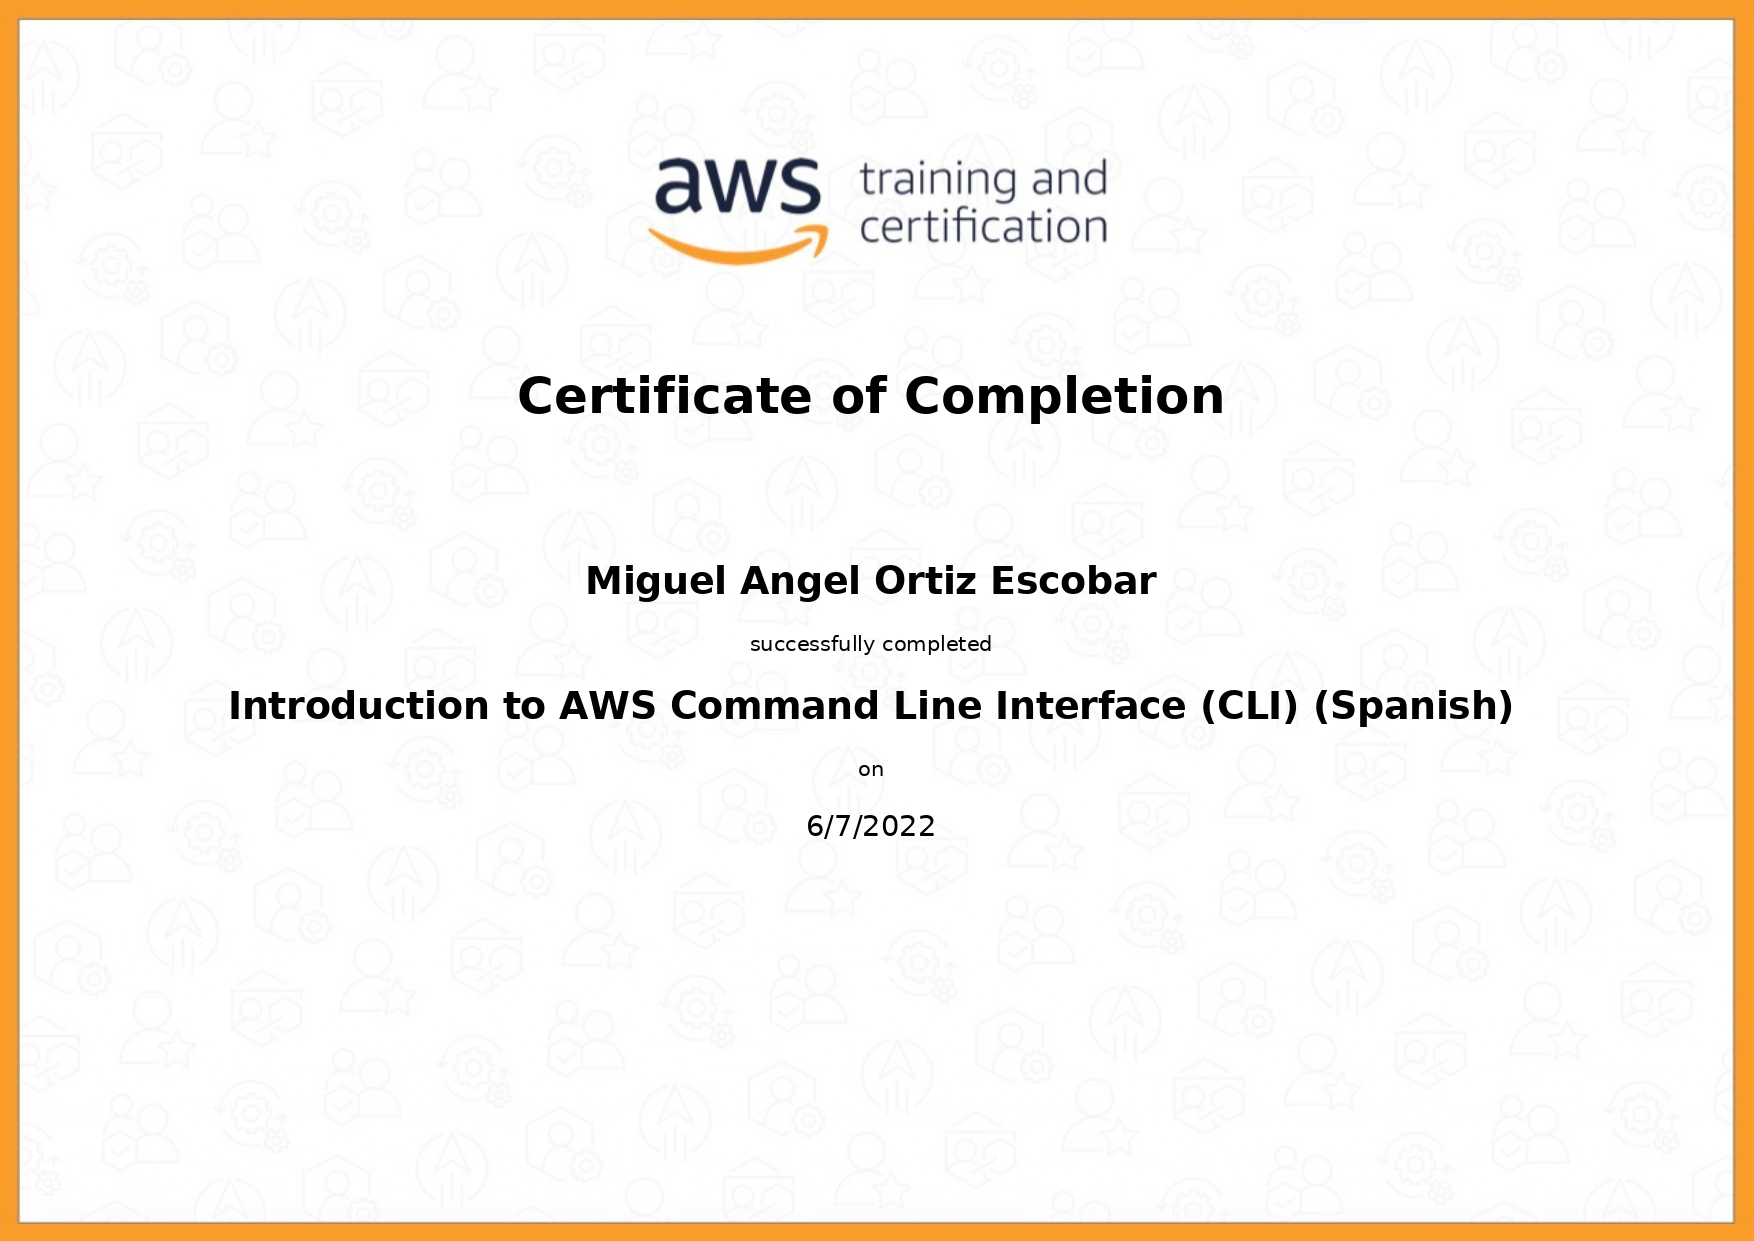 aws training and
certification
Certificate of Completion
Miguel Angel Ortiz Escobar
successfully completed
Introduction to AWS Command Line Interface (CLI) (Spanish)
on
6/7/2022